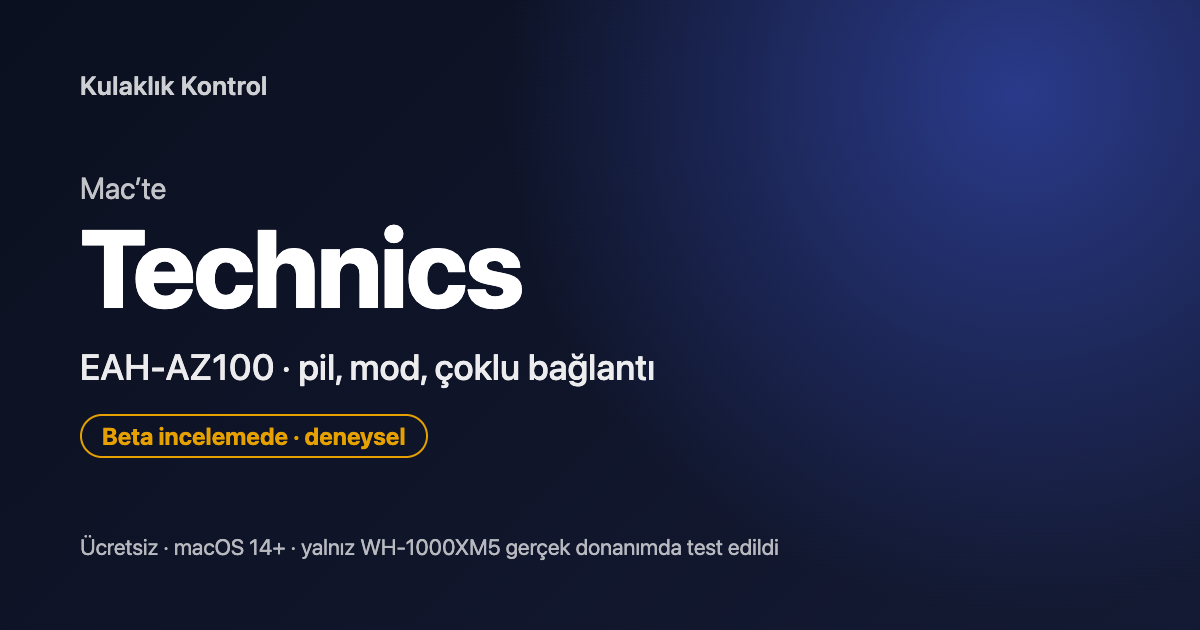 Kulaklık Kontrol
Mac’te
Technics
EAH-AZ100 · pil, mod, çoklu bağlantı
Beta incelemede · deneysel
Ücretsiz · macOS 14+ · yalnız WH-1000XM5 gerçek donanımda test edildi